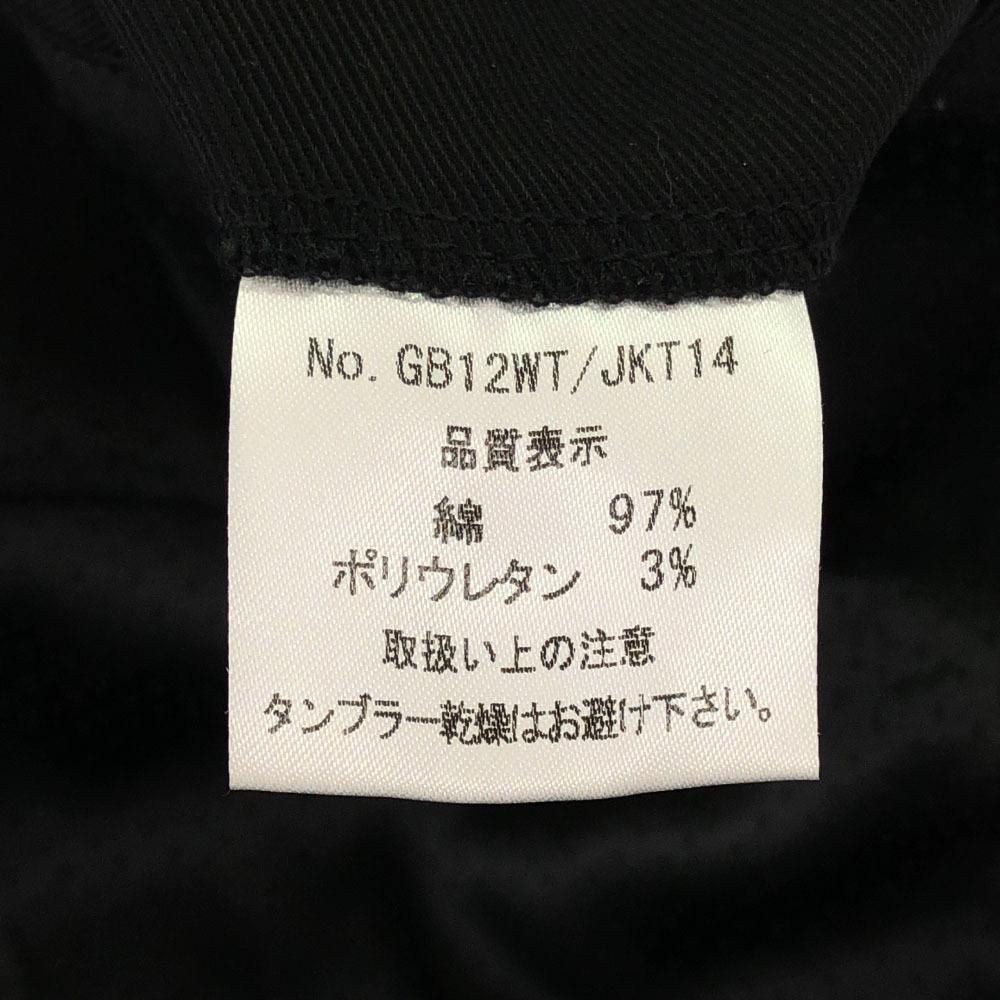 No. GB12WT/JKT14
品質表示
綿 97%
ポリウレタン 3%
取扱い上の注意
タンブラー乾燥はお避け下さい。